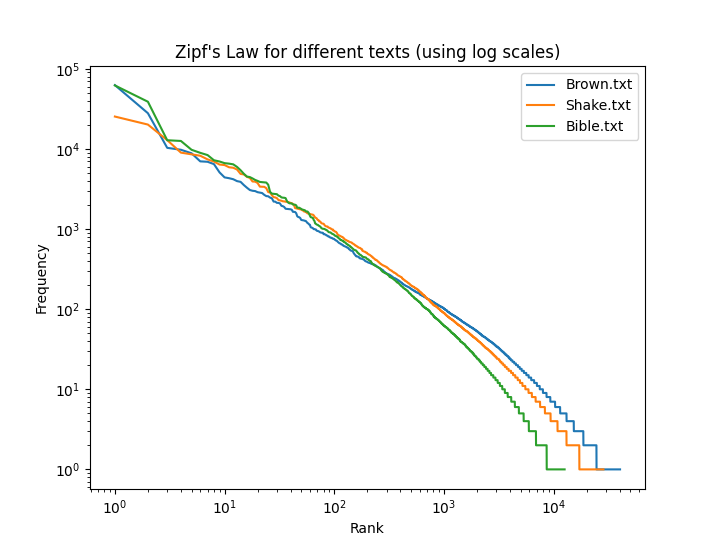 Zipf's Law for different texts (using log scales)
Brown.txt
Shake.txt
Bible.txt
Frequency
10^5
10^4
10^3
10^2
10^1
10^0
10^0
10^1
10^2
10^3
10^4
Rank